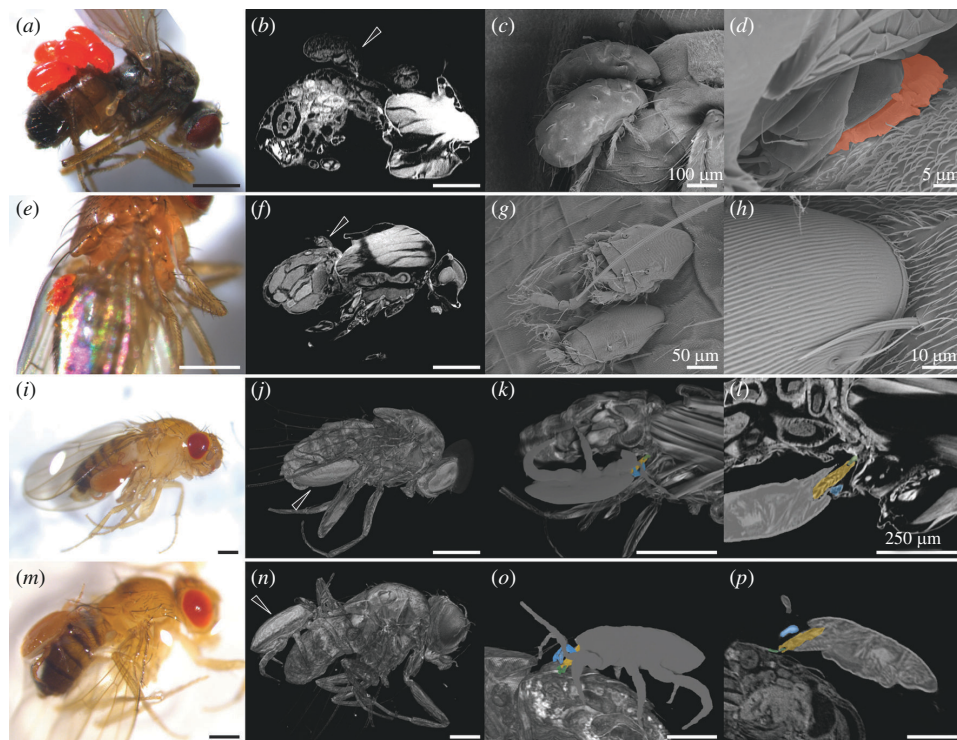 (a)
(b)
(c)
(d)
100 µm
5 µm
(e)
(f)
(g)
(h)
50 µm
10 µm
(i)
(j)
(k)
(l)
250 µm
(m)
(n)
(o)
(p)